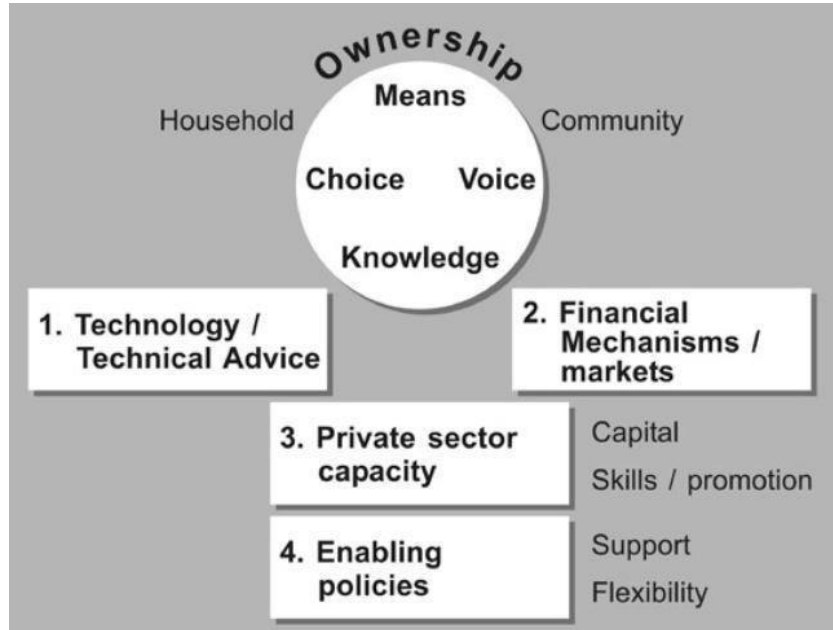 Ownership
Means
Household
Community
Choice Voice
Knowledge
1. Technology /
Technical Advice
2. Financial
Mechanisms /
markets
3. Private sector
capacity
Capital
Skills / promotion
4. Enabling
policies
Support
Flexibility